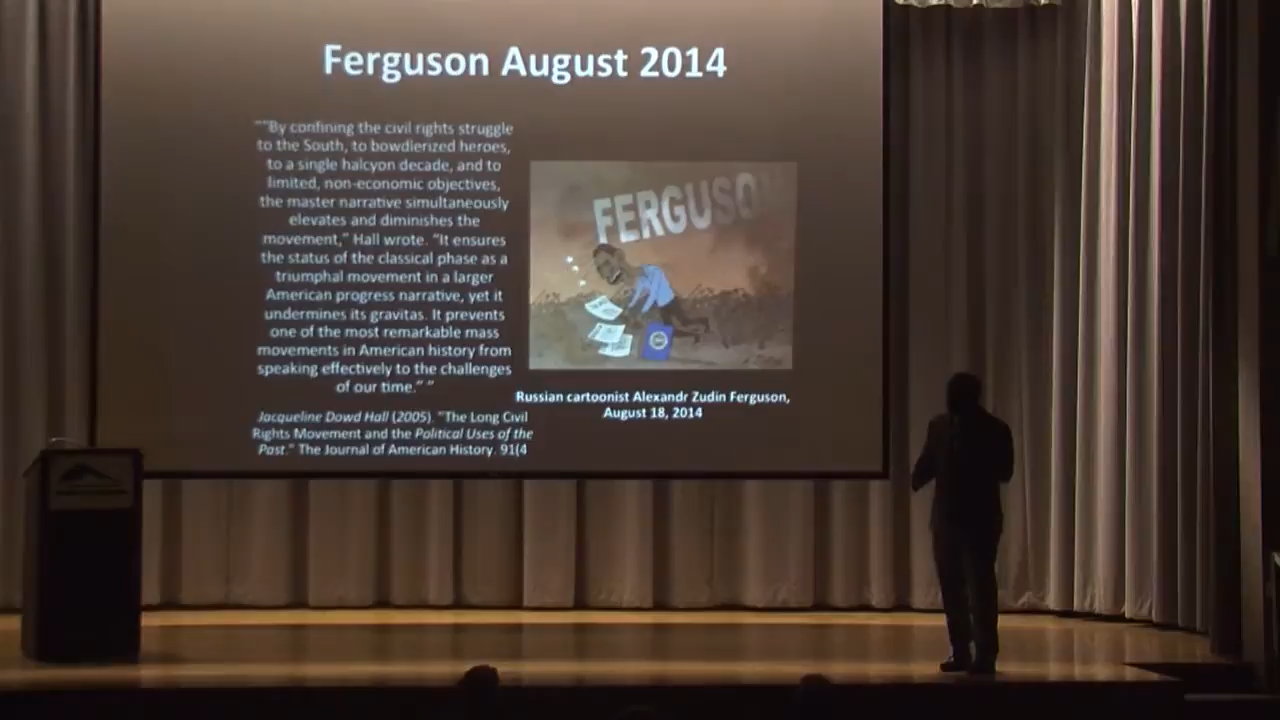 Ferguson August 2014
""By confining the civil rights struggle
to the South, to bowdlerized heroes,
to a single halcyon decade, and to
limited, non-economic objectives,
the master narrative simultaneously
elevates and diminishes the
movement," Hall wrote. "It ensures
the status of the classical phase as a
triumphal movement in a larger
American progress narrative, yet it
undermines its gravitas. It prevents
one of the most remarkable mass
movements in American history from
speaking effectively to the challenges
of our time." "
Jacqueline Dowd Hall (2005). "The Long Civil
Rights Movement and the Political Uses of the
Past." The Journal of American History. 91(4
FERGUSON
Russian cartoonist Alexandr Zudin Ferguson,
August 18, 2014